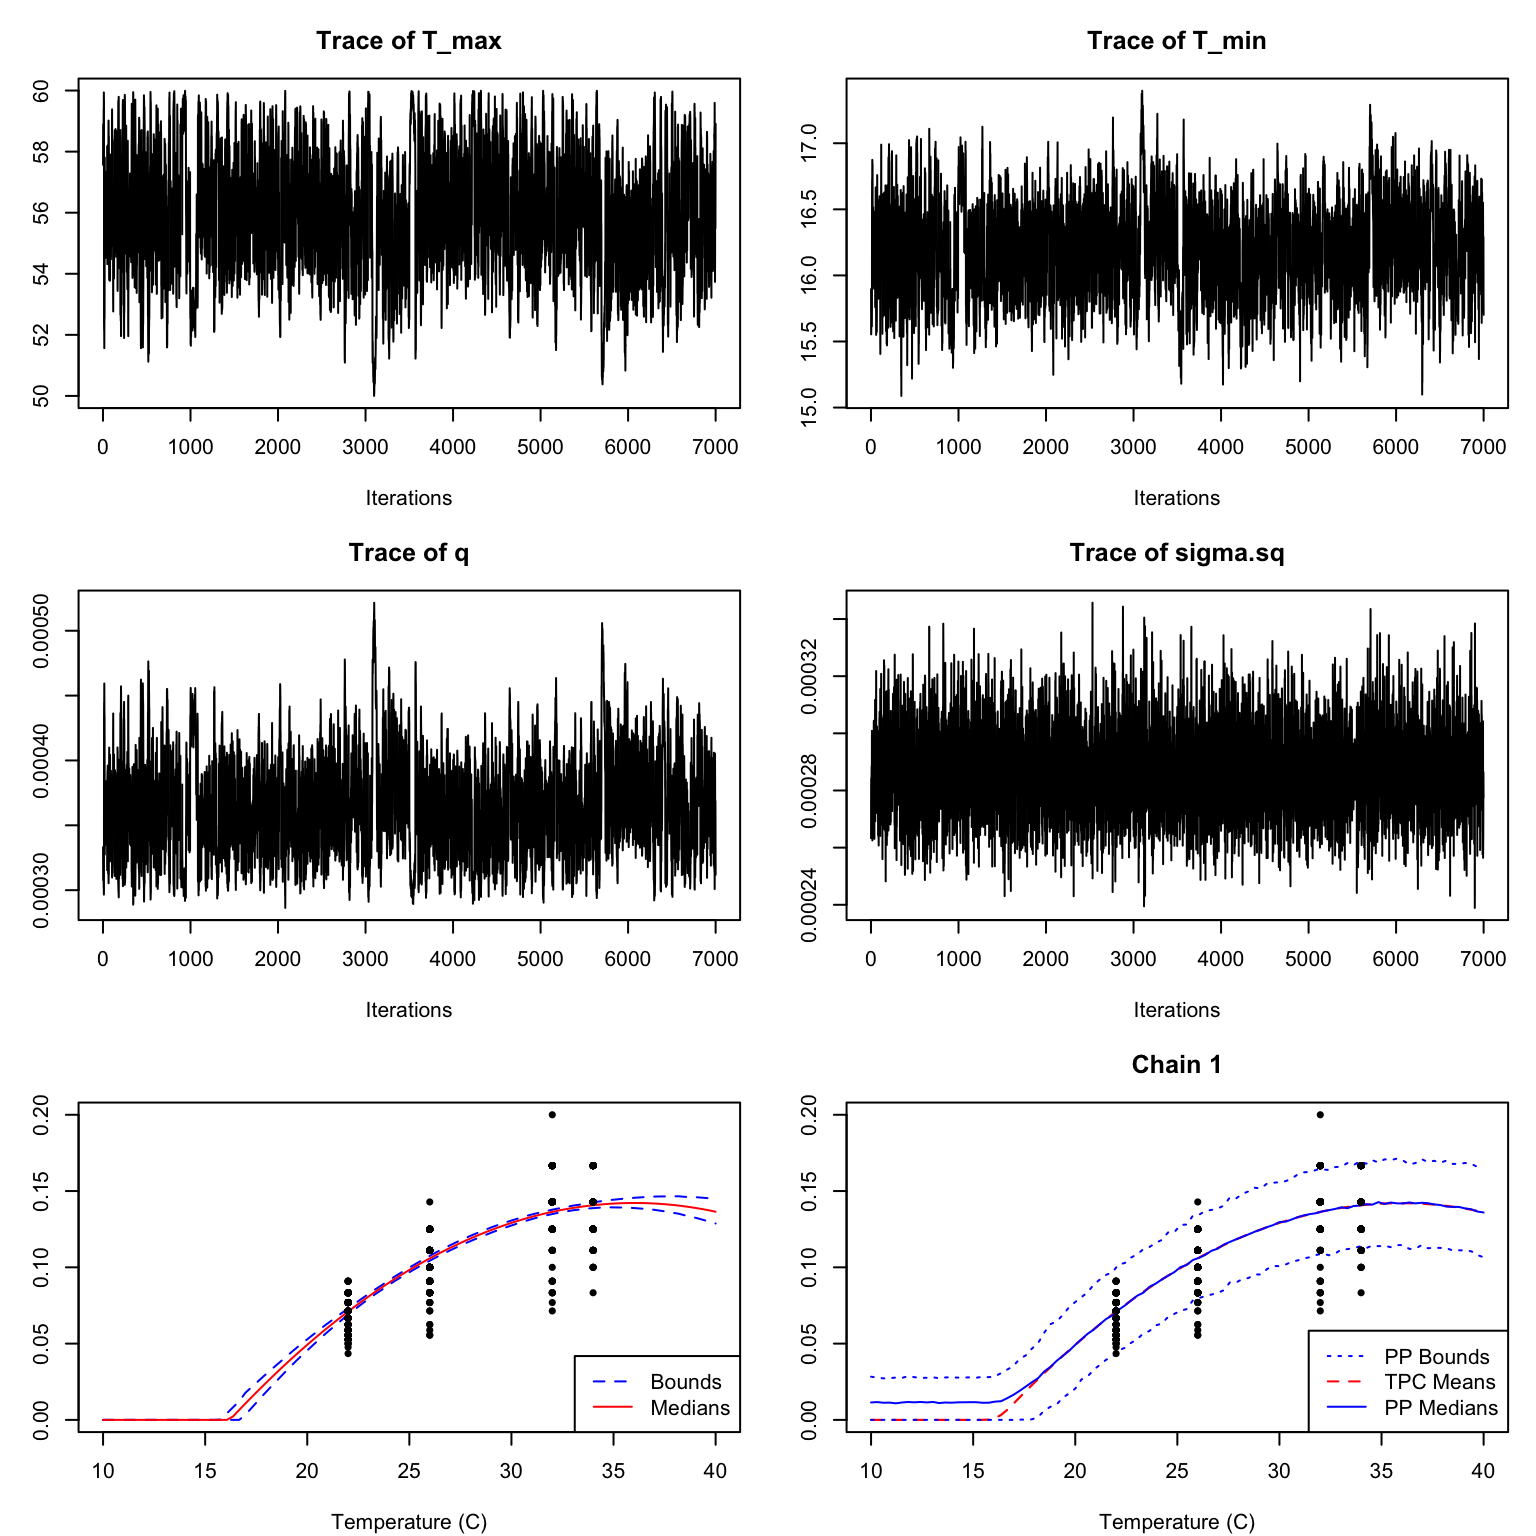 Trace of T_max
60
58
56
54
52
50
0 1000 2000 3000 4000 5000 6000 7000
Iterations
Trace of T_min
17.0
16.5
16.0
15.5
15.0
0 1000 2000 3000 4000 5000 6000 7000
Iterations
Trace of q
0.00050
0.00040
0.00030
0 1000 2000 3000 4000 5000 6000 7000
Iterations
Trace of sigma.sq
0.00032
0.00028
0.00024
0 1000 2000 3000 4000 5000 6000 7000
Iterations
0.20
0.15
0.10
0.05
0.00
Bounds
Medians
10 15 20 25 30 35 40
Temperature (C)
Chain 1
0.20
0.15
0.10
0.05
0.00
PP Bounds
TPC Means
PP Medians
10 15 20 25 30 35 40
Temperature (C)